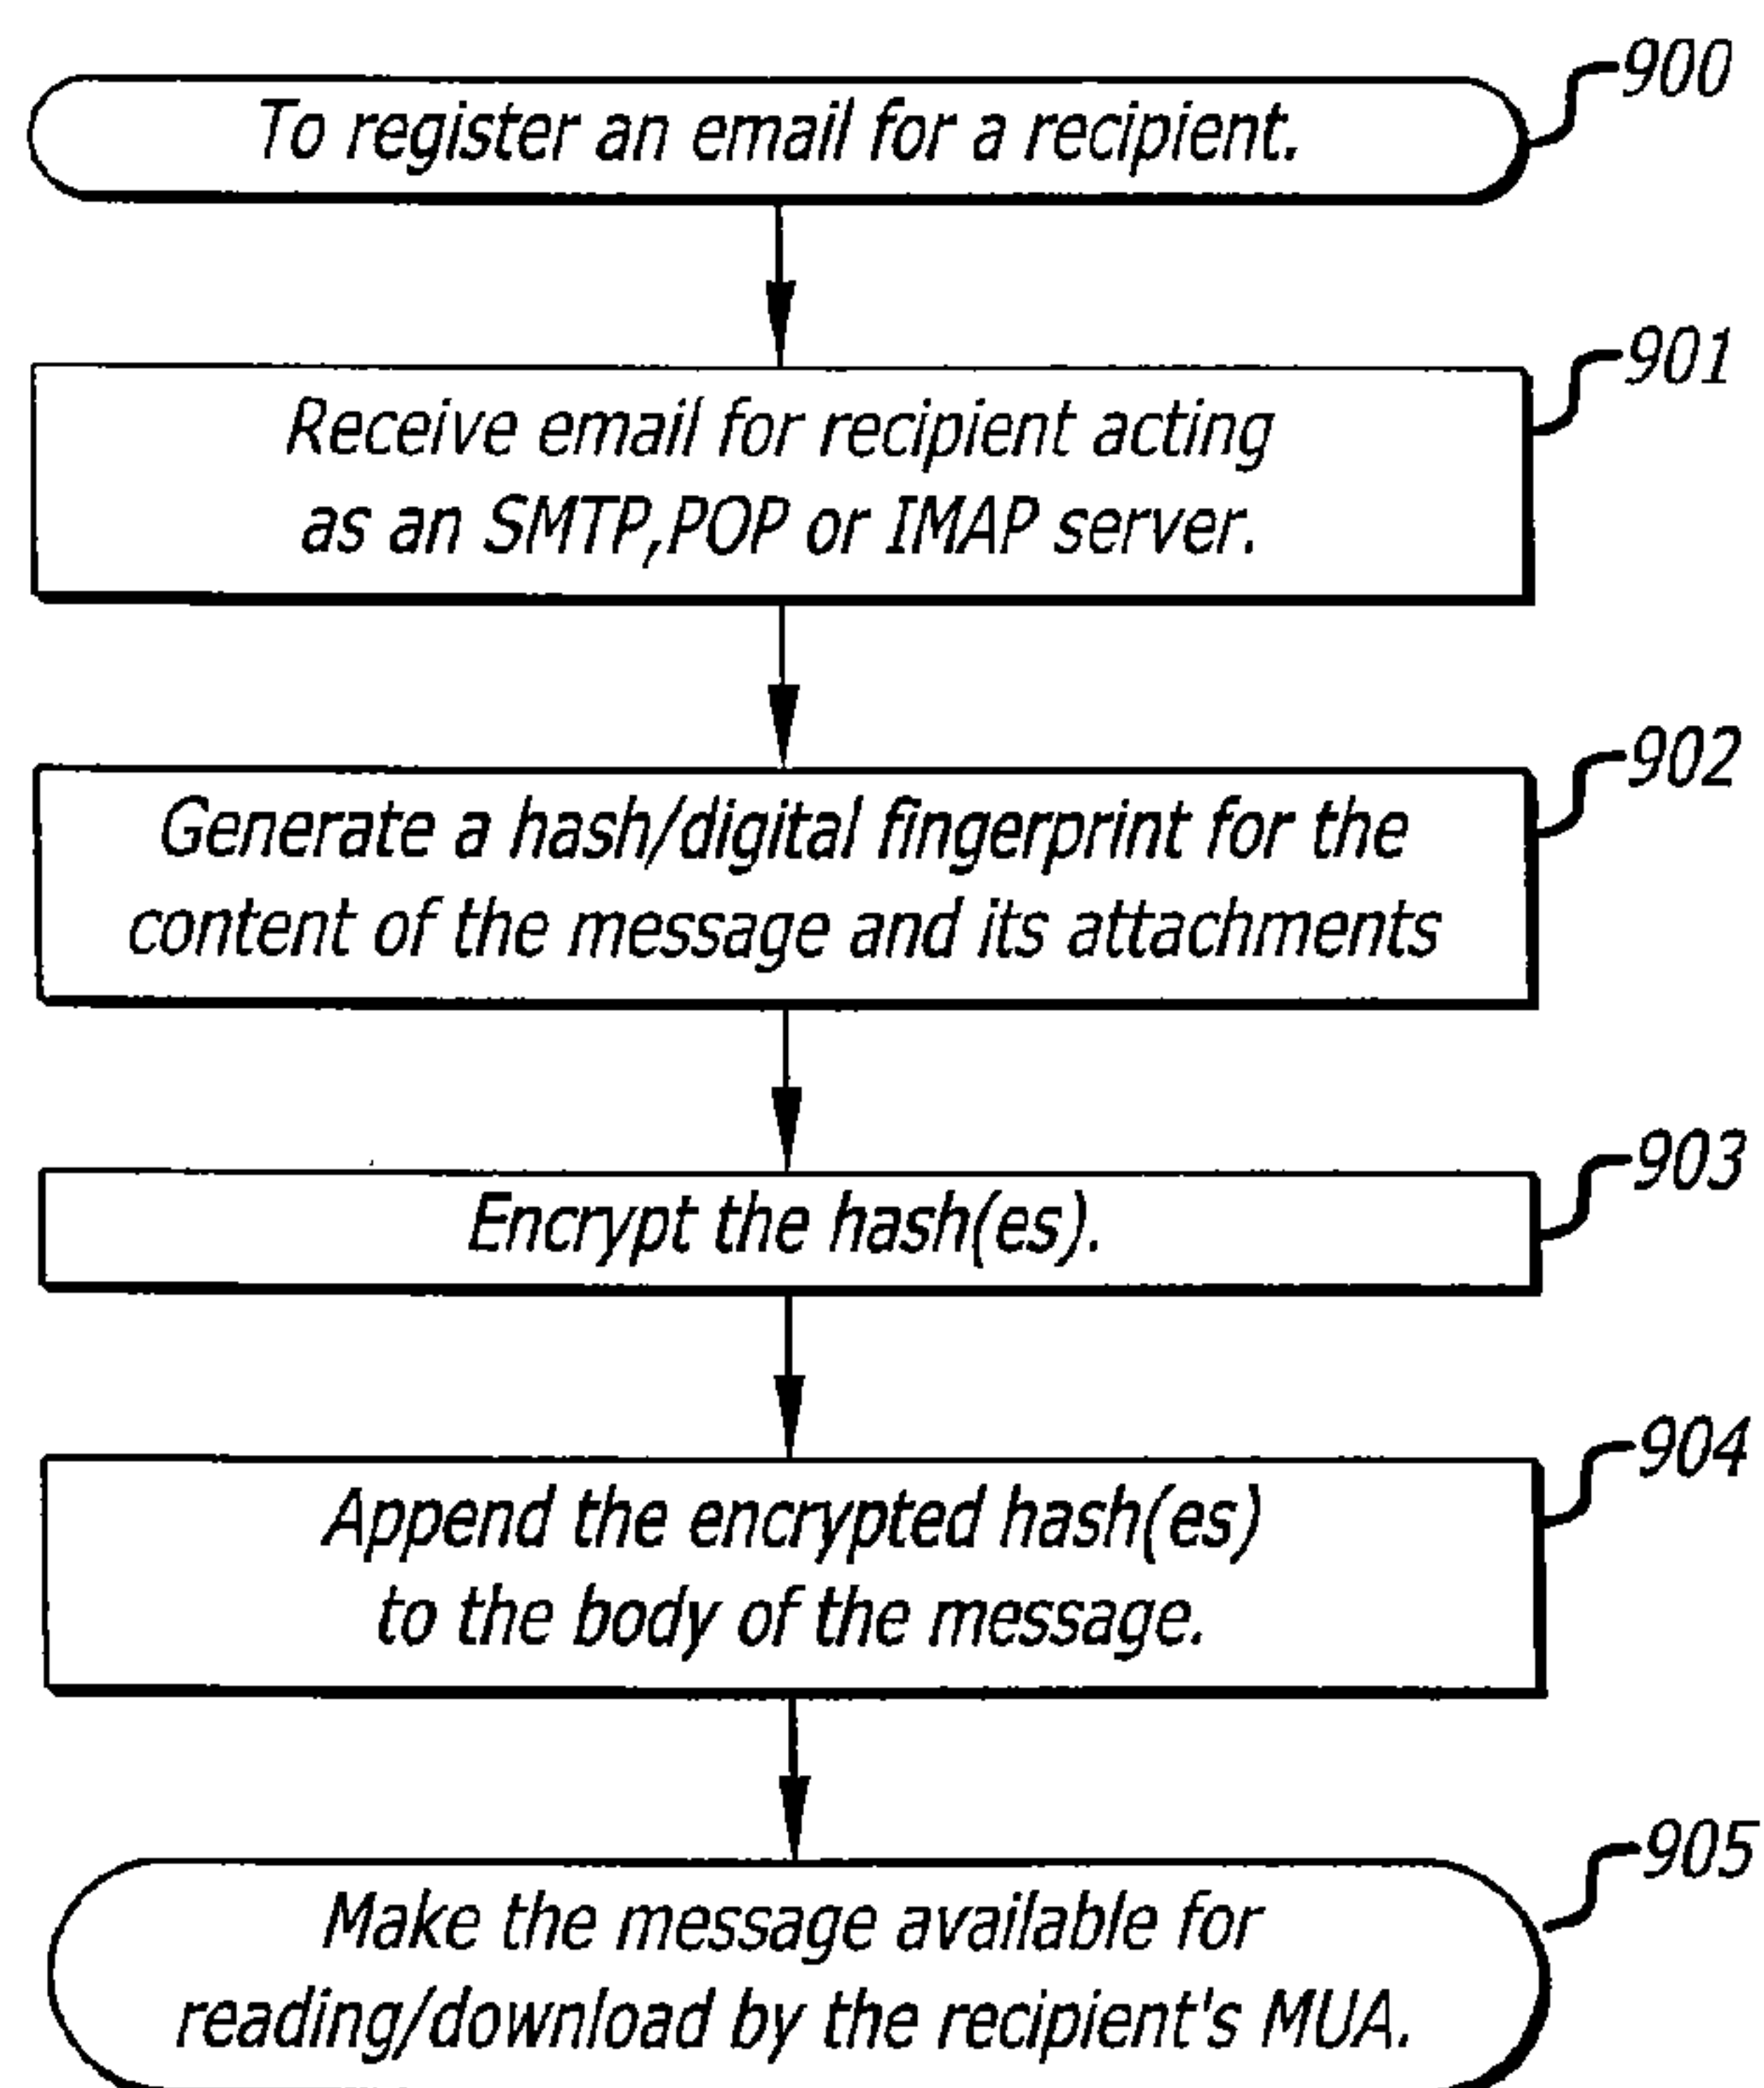 900
To register an email for a recipient.
901
Receive email for recipient acting
as an SMTP,POP or IMAP server.
902
Generate a hash/digital fingerprint for the
content of the message and its attachments
903
Encrypt the hash(es).
904
Append the encrypted hash(es)
to the body of the message.
905
Make the message available for
reading/download by the recipient's MUA.